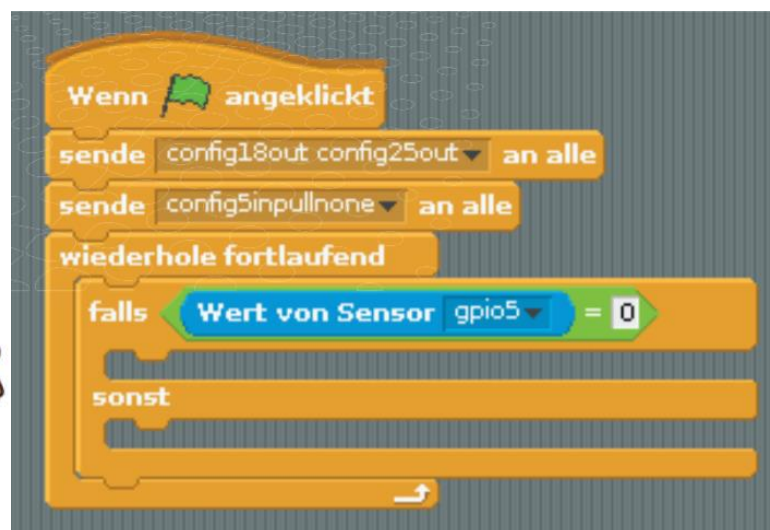 Wenn angeklickt
sende config18out config25out an alle
sende config5inpullnone an alle
wiederhole fortlaufend
falls Wert von Sensor gpio5 = 0
sonst